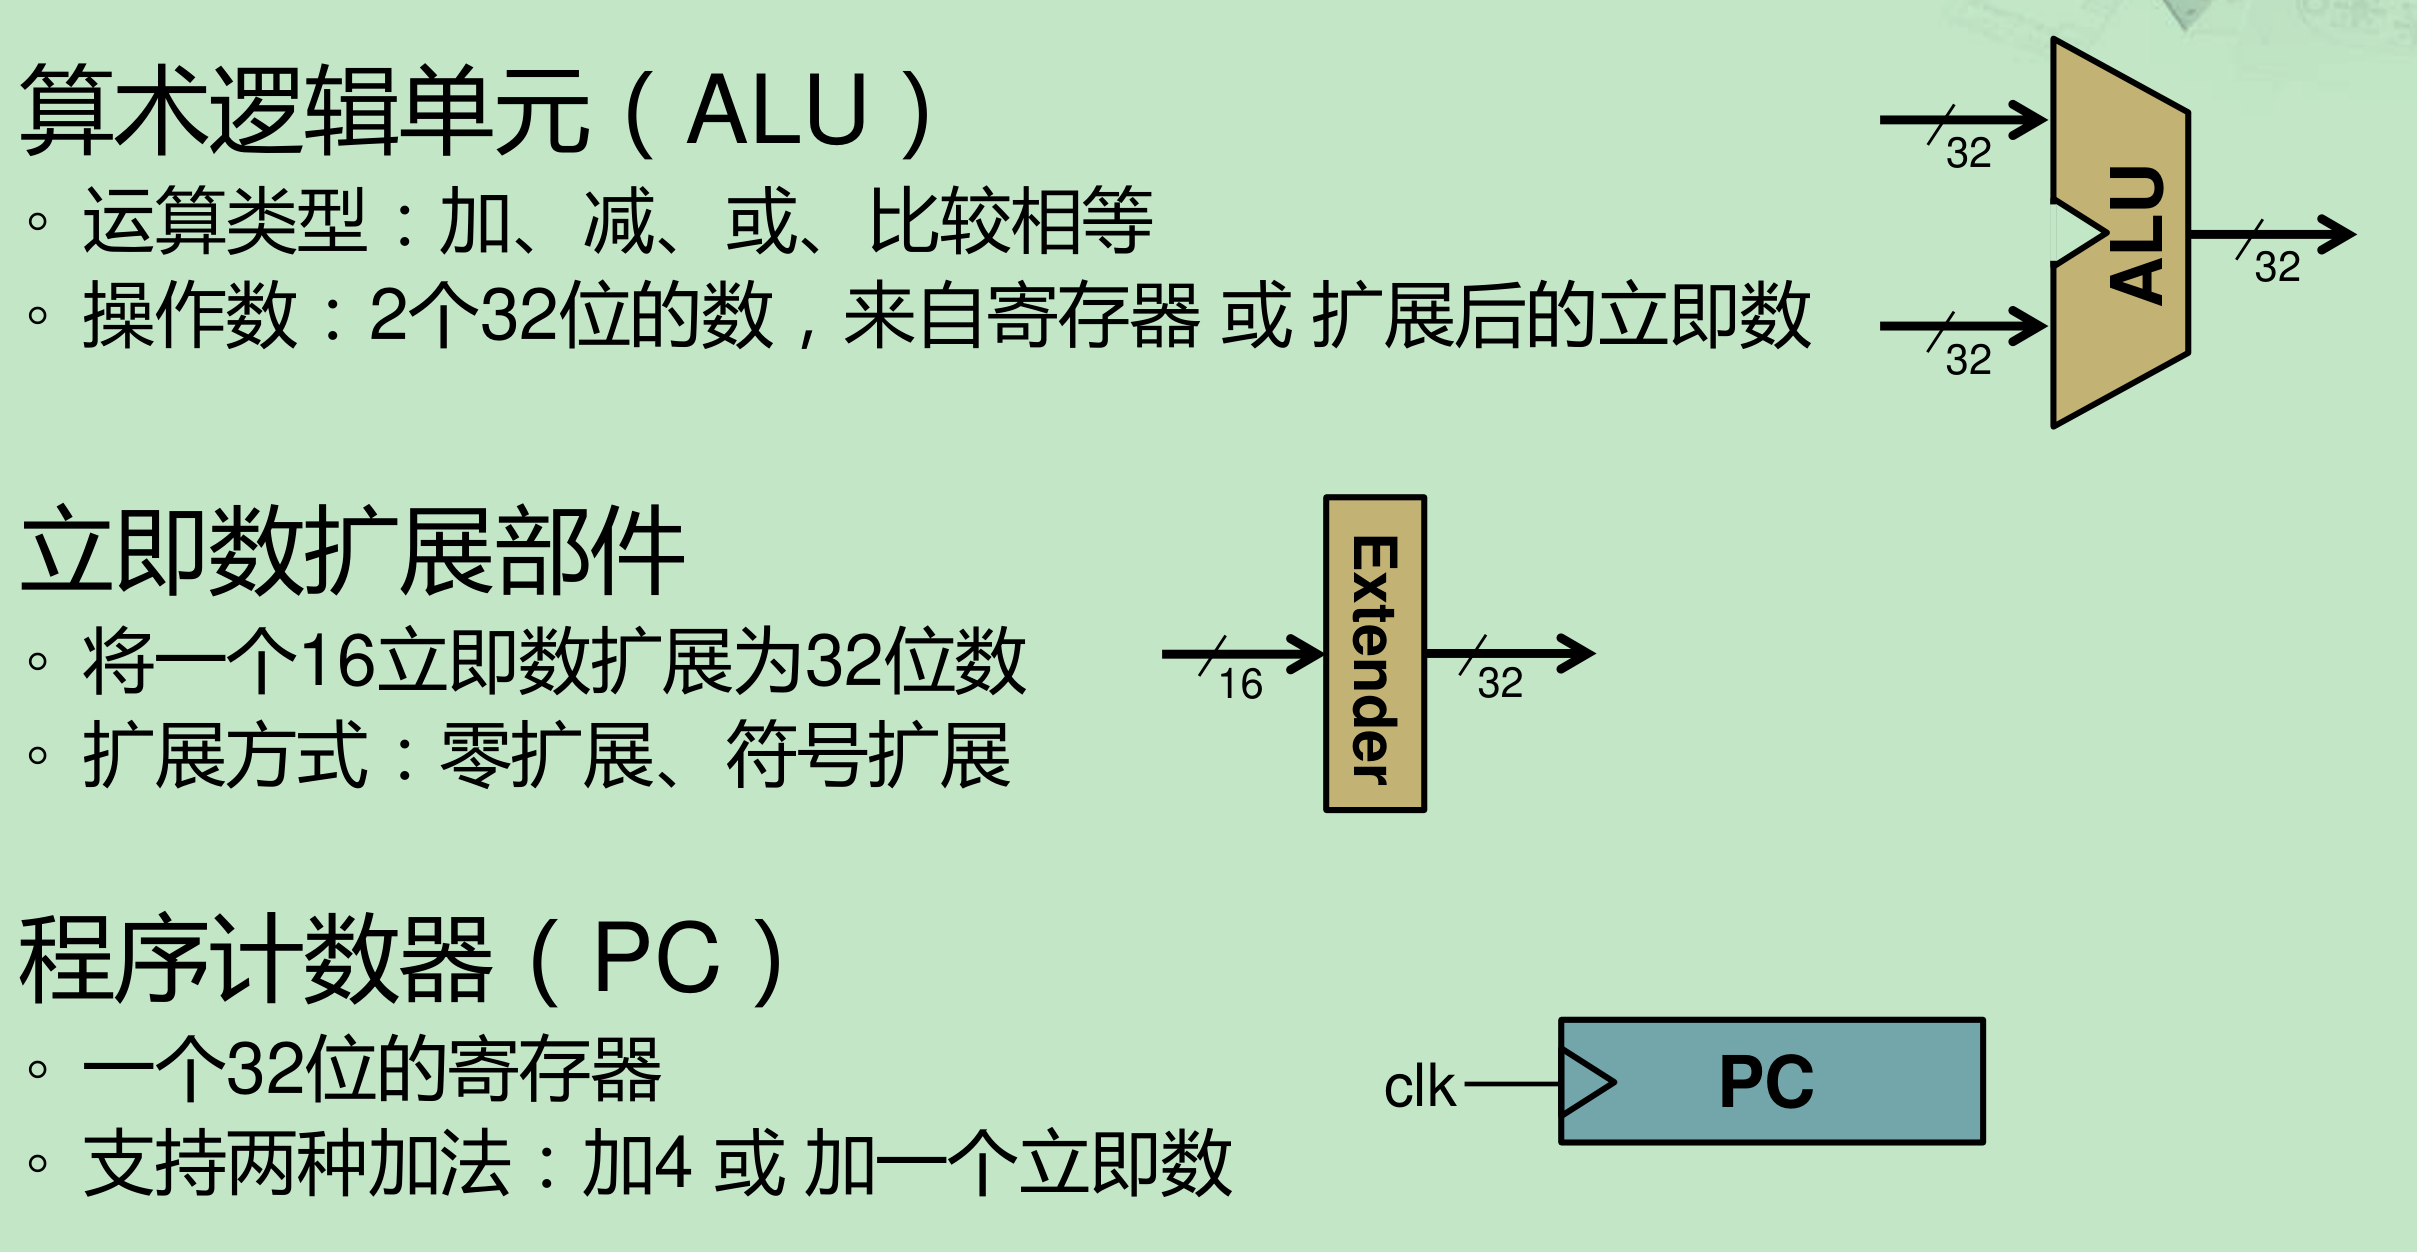 算术逻辑单元（ALU）
◦ 运算类型：加、减、或、比较相等
◦ 操作数：2个32位的数，来自寄存器 或 扩展后的立即数
32
32
ALU
32
立即数扩展部件
◦ 将一个16立即数扩展为32位数
◦ 扩展方式：零扩展、符号扩展
16
Extender
32
程序计数器（PC）
◦ 一个32位的寄存器
◦ 支持两种加法：加4 或 加一个立即数
clk
PC